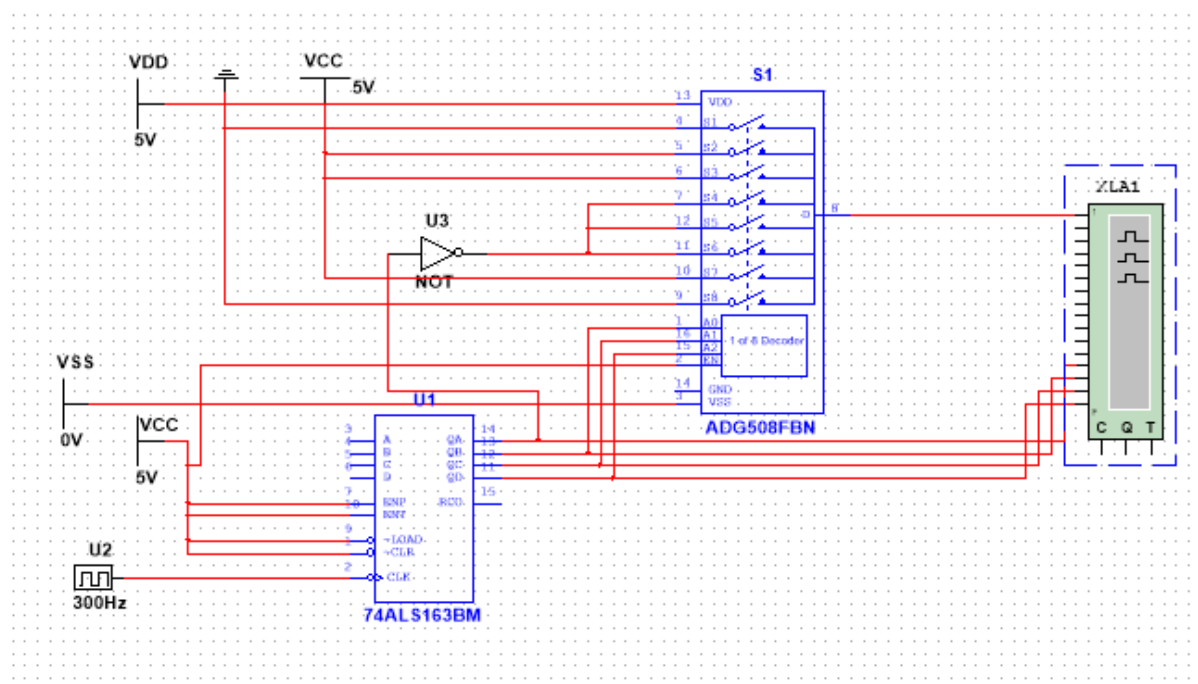 VDD
5V
VCC
5V
S1
13 VDD
4 S1
5 S2
6 S3
7 S4
12 S5
11 S6
10 S7
9 S8
D 8
1 A0
16 A1
15 A2
2 EN
1 of 8 Decoder
14 GND
3 VSS
ADG508FBN
XLA1
1
F
C Q T
U3
NOT
VSS
0V
VCC
5V
U1
3 A QA 14
4 B QB 13
5 C QC 12
6 D QD 11
7 ENP RCO 15
10 ENT
9 ~LOAD
1 ~CLR
2 CLK
74ALS163BM
U2
300Hz